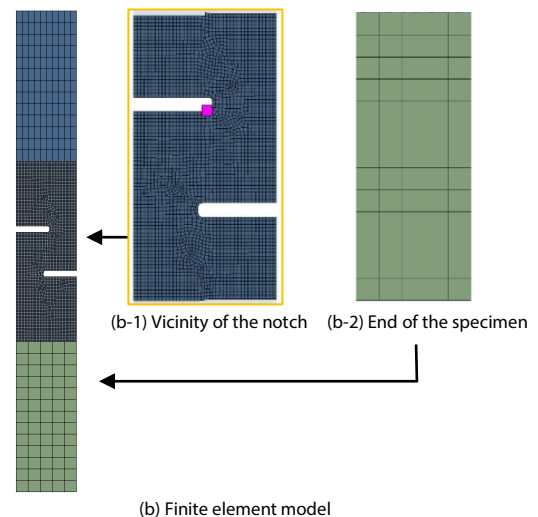 (b-1) Vicinity of the notch
(b-2) End of the specimen
(b) Finite element model